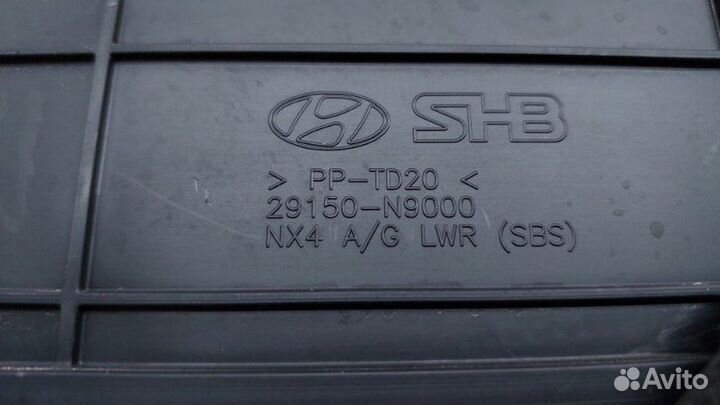 SHB
> PP-TD20 <
29150-N9000
NX4 A/G LWR (SBS)
Avito